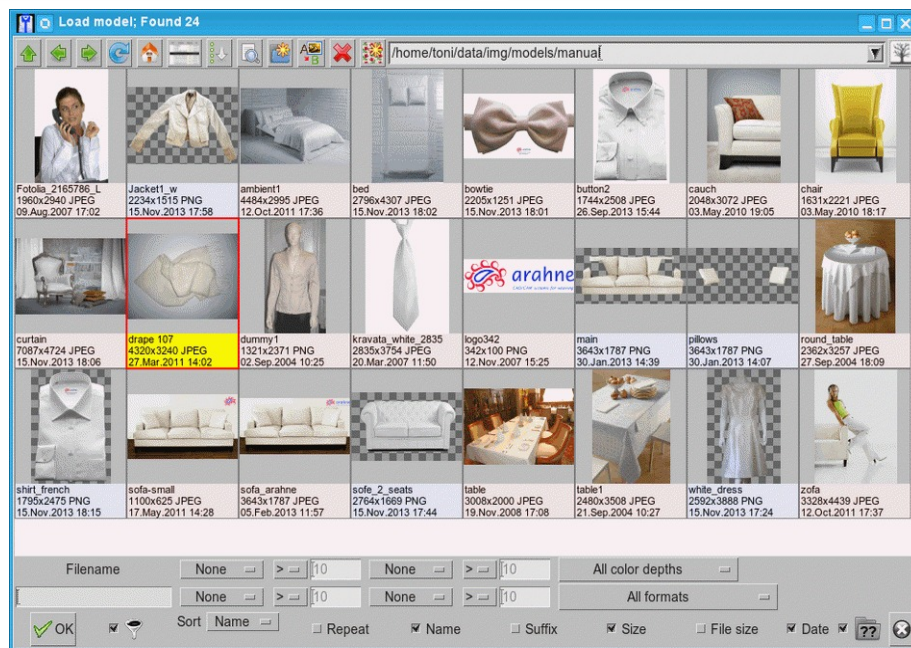 Load model; Found 24
/home/toni/data/img/models/manual
Fotolia_2165786_L
1960x2940 JPEG
09.Aug.2007 17:02
Jacket1_w
2234x1515 PNG
15.Nov.2013 17:58
ambient1
4484x2995 JPEG
12.Oct.2011 17:36
bed
2796x4307 JPEG
15.Nov.2013 18:02
bowtie
2205x1251 JPEG
15.Nov.2013 18:01
button2
1744x2508 JPEG
26.Sep.2013 15:44
cauch
2048x3072 JPEG
03.May.2010 19:05
chair
1631x2221 JPEG
03.May.2010 18:17
arahne
curtain
7087x4724 JPEG
15.Nov.2013 18:06
drape 107
4320x3240 JPEG
27.Mar.2011 14:02
dummy1
1321x2371 PNG
02.Sep.2004 10:25
kravata_white_2835
2835x3754 JPEG
20.Mar.2007 11:50
logo342
342x100 PNG
12.Nov.2007 15:25
main
3643x1787 PNG
30.Jan.2013 14:39
pillows
3643x1787 PNG
30.Jan.2013 14:07
round_table
2362x3257 JPEG
27.Sep.2004 18:09
shirt_french
1795x2475 PNG
15.Nov.2013 18:15
sofa-small
1100x625 JPEG
17.May.2011 14:28
sofa_arahne
3643x1787 JPEG
05.Feb.2013 11:57
sofe_2_seats
2764x1669 PNG
15.Nov.2013 17:44
table
3008x2000 JPEG
19.Nov.2008 17:08
table1
2480x3508 JPEG
21.Sep.2004 10:27
white_dress
2592x3888 PNG
15.Nov.2013 17:24
zofa
3328x4439 JPEG
12.Oct.2011 17:37
Filename None > 10 None > 10 All color depths
None > 10 None > 10 All formats
OK Sort Name Repeat Name Suffix Size File size Date ??